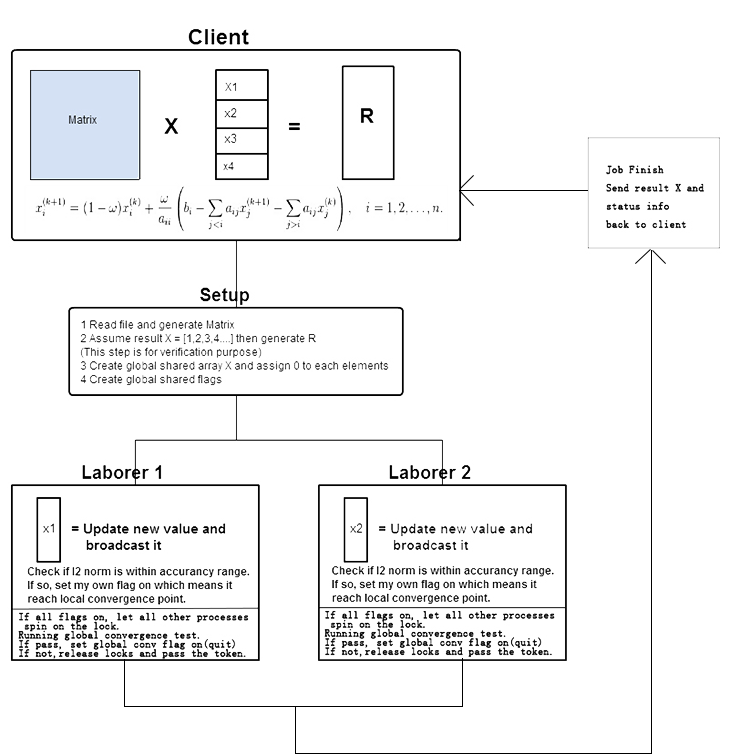 Client
Matrix
X
X1
x2
x3
x4
=
R
x_i^{(k+1)} = (1 − ω)x_i^{(k)} + \frac{ω}{a_{ii}} ( b_i − ∑_{j<i} a_{ij}x_j^{(k+1)} − ∑_{j>i} a_{ij}x_j^{(k)} ), i = 1, 2, . . . , n.
Job Finish
Send result X and
status info
back to client
Setup
1 Read file and generate Matrix
2 Assume result X = [1,2,3,4....] then generate R
(This step is for verification purpose)
3 Create global shared array X and assign 0 to each elements
4 Create global shared flags
Laborer 1
x1
= Update new value and
broadcast it
Check if l2 norm is within accurancy range.
If so, set my own flag on which means it
reach local convergence point.
If all flags on, let all other processes
spin on the lock.
Running global convergence test.
If pass, set global conv flag on(quit)
If not, release locks and pass the token.
Laborer 2
x2
= Update new value and
broadcast it
Check if l2 norm is within accurancy range.
If so, set my own flag on which means it
reach local convergence point.
If all flags on, let all other processes
spin on the lock.
Running global convergence test.
If pass, set global conv flag on(quit)
If not, release locks and pass the token.